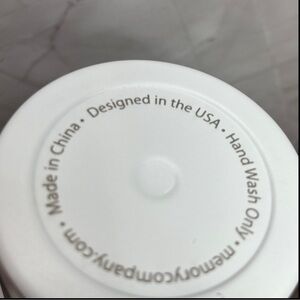 Made in China • Designed in the USA • Hand Wash Only • memorycompany.com •